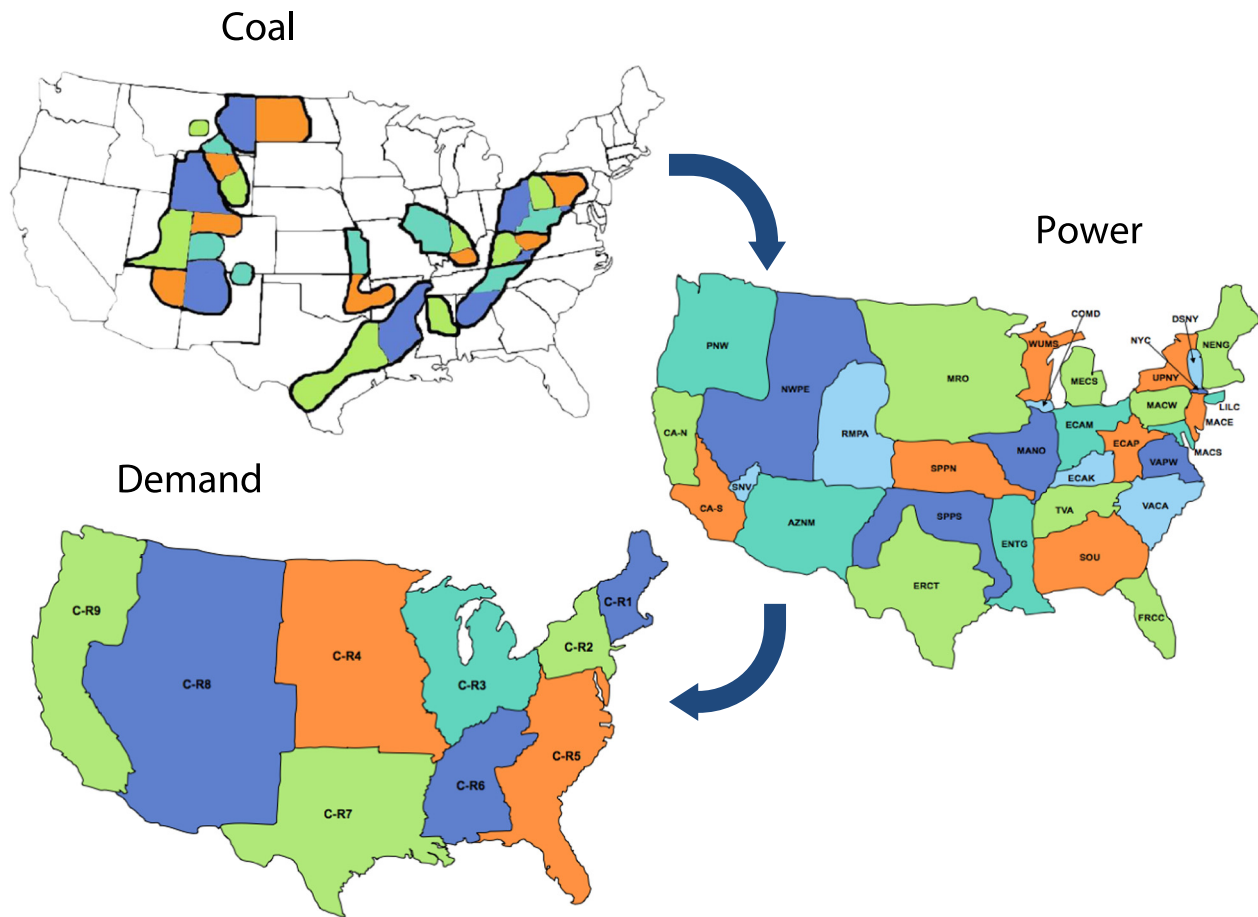 Coal
Power
COMD
DSNY
NYC
NENG
WUMS
PNW
UPNY
NWPE
MRO
MECS
MACW
LILC
MACE
CA-N
RMPA
ECAM
ECAP
MACS
MANO
VAPW
SPPN
ECAK
SNV
CA-S
TVA
VACA
AZNM
SPPS
ENTG
SOU
ERCT
FRCC
Demand
C-R1
C-R9
C-R2
C-R4
C-R8
C-R3
C-R5
C-R6
C-R7